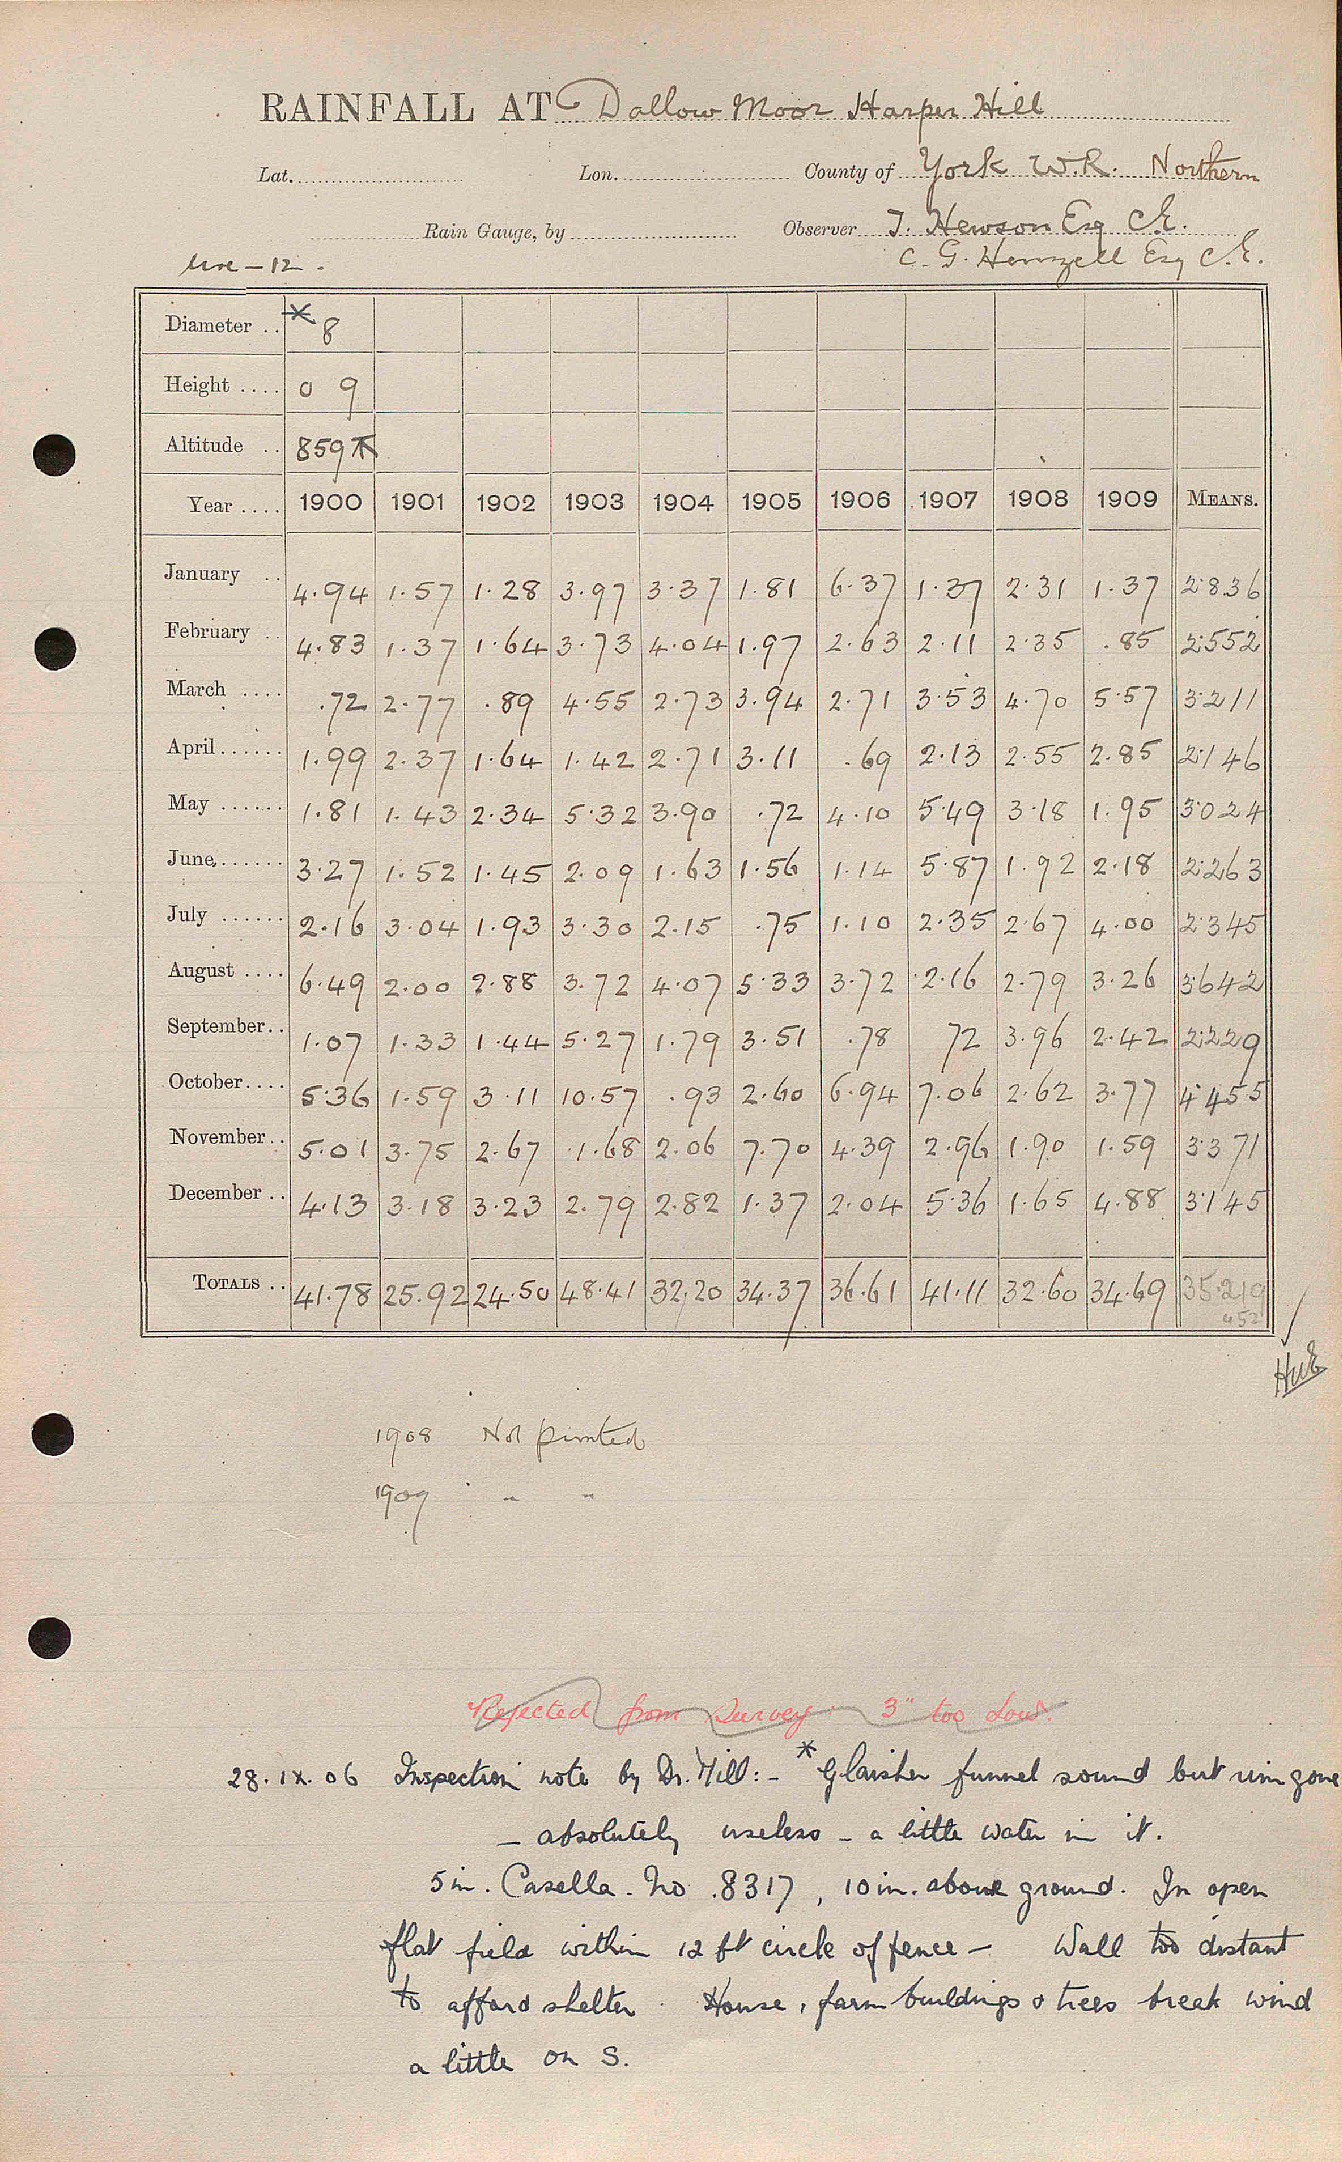 RAINFALL AT Dallow Moor Harper Hill
Lat. Lon. County of York W.R. Northern
Rain Gauge, by Observer T. Hewson Esq C.E.
Ure - 12. C. G. Henzell Esq C.E.
Diameter .. * 8
Height .... 0 9
Altitude .. 859
Year .... 1900 1901 1902 1903 1904 1905 1906 1907 1908 1909 MEANS.
January .. 4.94 1.57 1.28 3.97 3.37 1.81 6.37 1.37 2.31 1.37 2.836
February .. 4.83 1.37 1.64 3.73 4.04 1.97 2.63 2.11 2.35 .85 2.552
March .... .72 2.77 .89 4.55 2.73 3.94 2.71 3.53 4.70 5.57 3.211
April ...... 1.99 2.37 1.64 1.42 2.71 3.11 .69 2.13 2.55 2.85 2.146
May ...... 1.81 1.43 2.34 5.32 3.90 .72 4.10 5.49 3.18 1.95 3.024
June ...... 3.27 1.52 1.45 2.09 1.63 1.56 1.14 5.87 1.92 2.18 2.263
July ...... 2.16 3.04 1.93 3.30 2.15 .75 1.10 2.35 2.67 4.00 2.345
August .... 6.49 2.00 2.88 3.72 4.07 5.33 3.72 2.16 2.79 3.26 3.642
September .. 1.07 1.33 1.44 5.27 1.79 3.51 .78 72 3.96 2.42 2.229
October .... 5.36 1.59 3.11 10.57 .93 2.60 6.94 7.06 2.62 3.77 4.455
November .. 5.01 3.75 2.67 1.68 2.06 7.70 4.39 2.96 1.90 1.59 3.371
December .. 4.13 3.18 3.23 2.79 2.82 1.37 2.04 5.36 1.65 4.88 3.145
TOTALS .. 41.78 25.92 24.50 48.41 32.20 34.37 36.61 41.11 32.60 34.69 35.219
1908 Not printed
1909 " "
Rejected from Survey. 3" too low.
28.IX.06 Inspection note by Dr. Mill:- * Glaisher funnel sound but rim gone
- absolutely useless - a little water in it.
5 in. Casella. No. 8317, 10 in. above ground. In open
flat field within 12 ft circle of fence - Wall too distant
to afford shelter. House, farm buildings & trees break wind
a little on S.